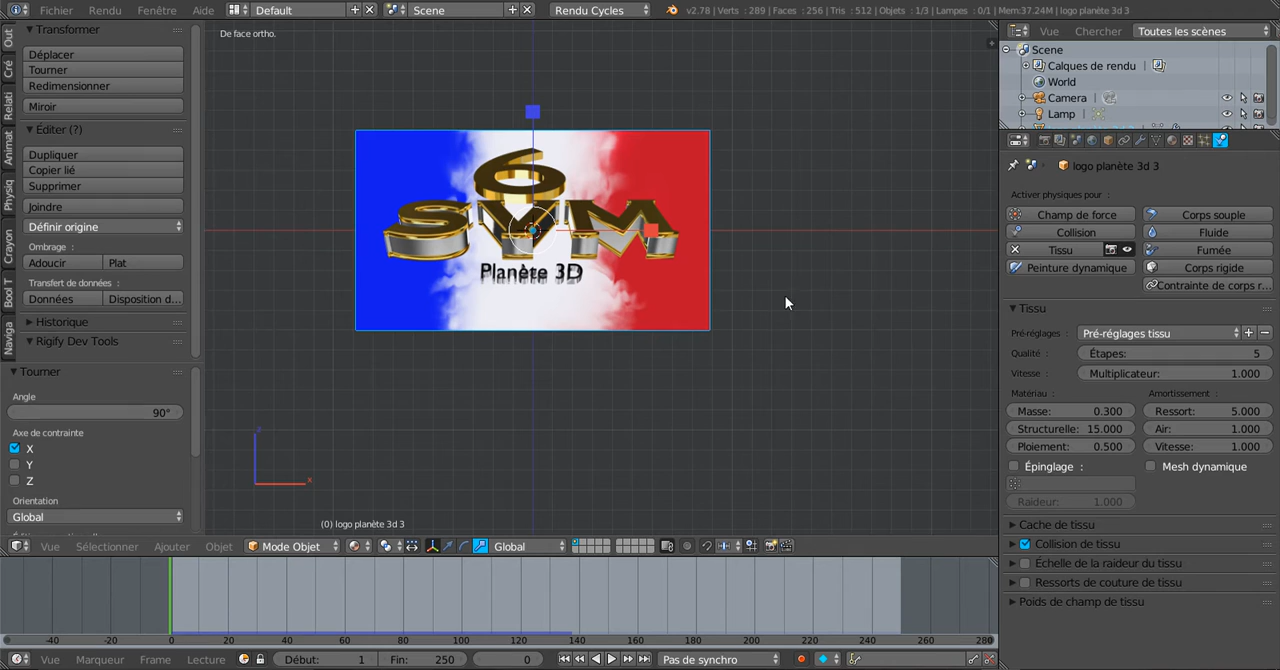 Fichier Rendu Fenêtre Aide Default Scene Rendu Cycles v2.78 | Verts : 289 | Faces : 256 | Tris : 512 | Objets : 1/3 | Lampes : 0/1 | Mem:37.24M | logo planète 3d 3
Out
Cré
Relati
Animat
Physiq
Crayon
Bool T
Naviga
Transformer
Déplacer
Tourner
Redimensionner
Miroir
Éditer (?)
Dupliquer
Copier lié
Supprimer
Joindre
Définir origine
Ombrage :
Adoucir Plat
Transfert de données :
Données Disposition d...
Historique
Rigify Dev Tools
Tourner
Angle
90°
Axe de contrainte
X
Y
Z
Orientation
Global
De face ortho.
6
SYM
Planète 3D
z
x
(0) logo planète 3d 3
Vue Sélectionner Ajouter Objet Mode Objet Global
-40 -20 0 20 40 60 80 100 120 140 160 180 200 220 240 260 280
Vue Marqueur Frame Lecture Début: 1 Fin: 250 0 Pas de synchro
Vue Chercher Toutes les scènes
Scene
Calques de rendu
World
Camera
Lamp
logo planète 3d 3
Activer physiques pour :
Champ de force Corps souple
Collision Fluide
Tissu Fumée
Peinture dynamique Corps rigide
Contrainte de corps r...
Tissu
Pré-réglages : Pré-réglages tissu
Qualité : Étapes: 5
Vitesse : Multiplicateur: 1.000
Matériau : Amortissement :
Masse: 0.300 Ressort: 5.000
Structurelle: 15.000 Air: 1.000
Ploiement: 0.500 Vitesse: 1.000
Épinglage : Mesh dynamique
Raideur: 1.000
Cache de tissu
Collision de tissu
Échelle de la raideur du tissu
Ressorts de couture de tissu
Poids de champ de tissu